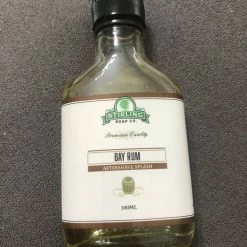 STIRLING
SOAP CO.
Premium Quality
BAY RUM
AFTERSHAVE SPLASH
100ML